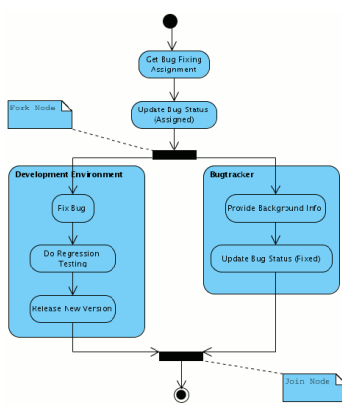 Get Bug Fixing
Assignment
Update Bug Status
(Assigned)
Fork Node
Development Environment
Bugtracker
Fix Bug
Provide Background Info
Do Regression
Testing
Update Bug Status (Fixed)
Release New Version
Join Node